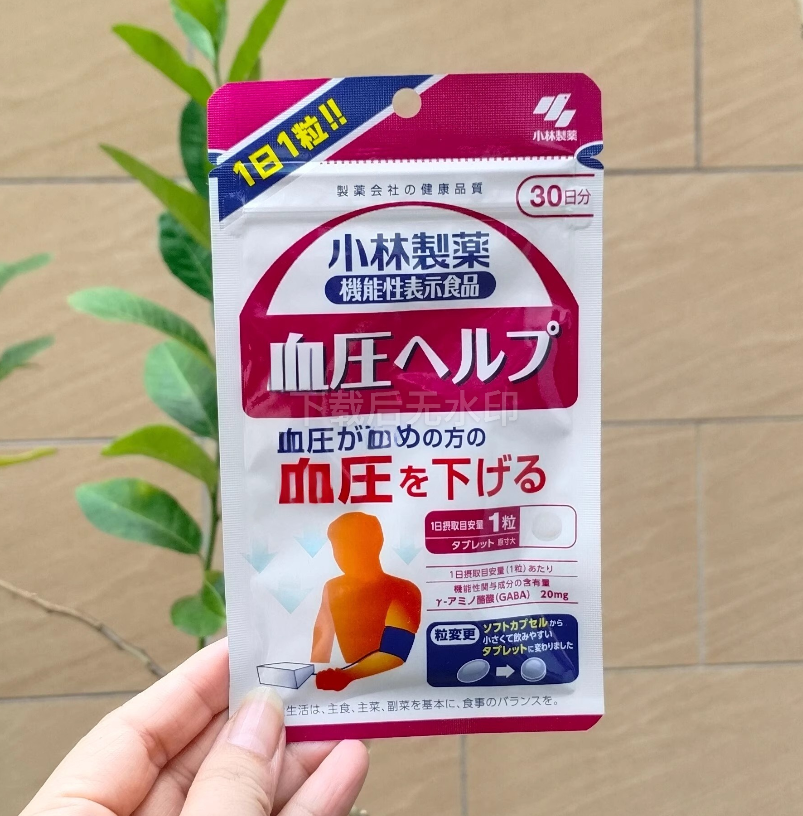 1日1粒!!
小林製薬
製薬会社の健康品質
30日分
小林製薬
機能性表示食品
血圧ヘルプ
下载后无水印
血圧が高めの方の
血圧を下げる
1日摂取目安量 1粒
タブレット 原寸大
1日摂取目安量(1粒)あたり
機能性関与成分の含有量
γ-アミノ酪酸(GABA) 20mg
粒変更
ソフトカプセルから
小さくて飲みやすい
タブレットに変わりました
生活は、主食、主菜、副菜を基本に、食事のバランスを。